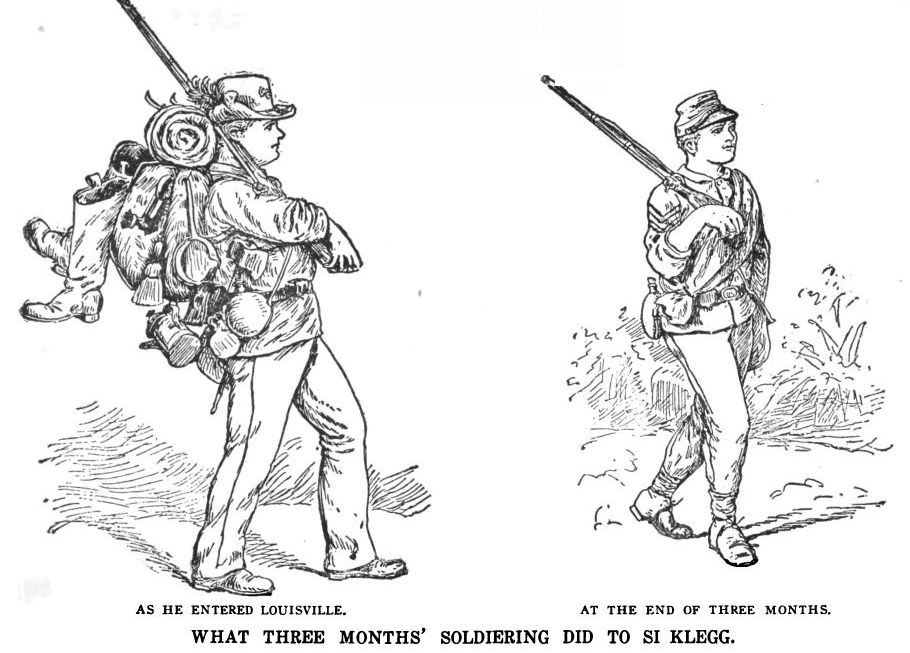 AS HE ENTERED LOUISVILLE.
AT THE END OF THREE MONTHS.
WHAT THREE MONTHS' SOLDIERING DID TO SI KLEGG.